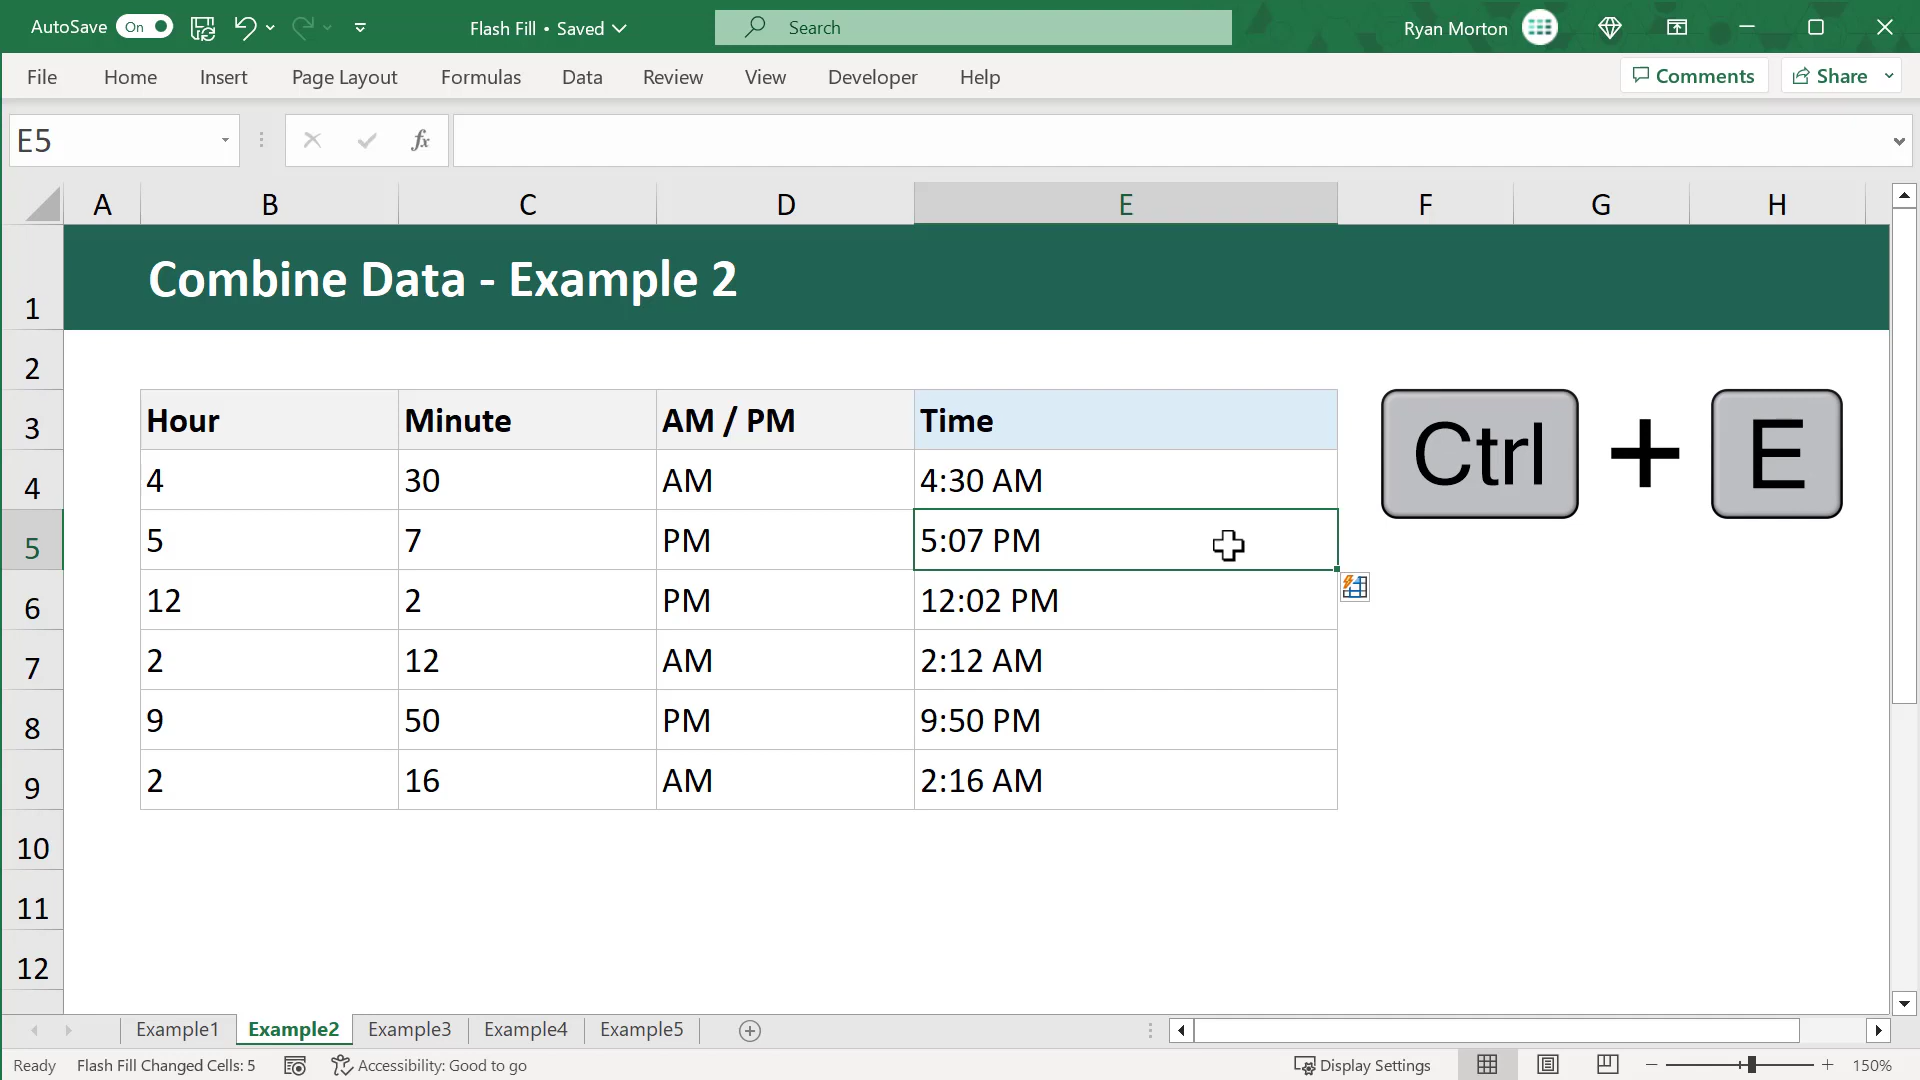 AutoSave On Flash Fill • Saved Search Ryan Morton
File Home Insert Page Layout Formulas Data Review View Developer Help Comments Share
E5 fx
A B C D E F G H
1 Combine Data - Example 2
2
3 Hour Minute AM / PM Time Ctrl + E
4 4 30 AM 4:30 AM
5 5 7 PM 5:07 PM
6 12 2 PM 12:02 PM
7 2 12 AM 2:12 AM
8 9 50 PM 9:50 PM
9 2 16 AM 2:16 AM
10
11
12
Example1 Example2 Example3 Example4 Example5
Ready Flash Fill Changed Cells: 5 Accessibility: Good to go Display Settings 150%